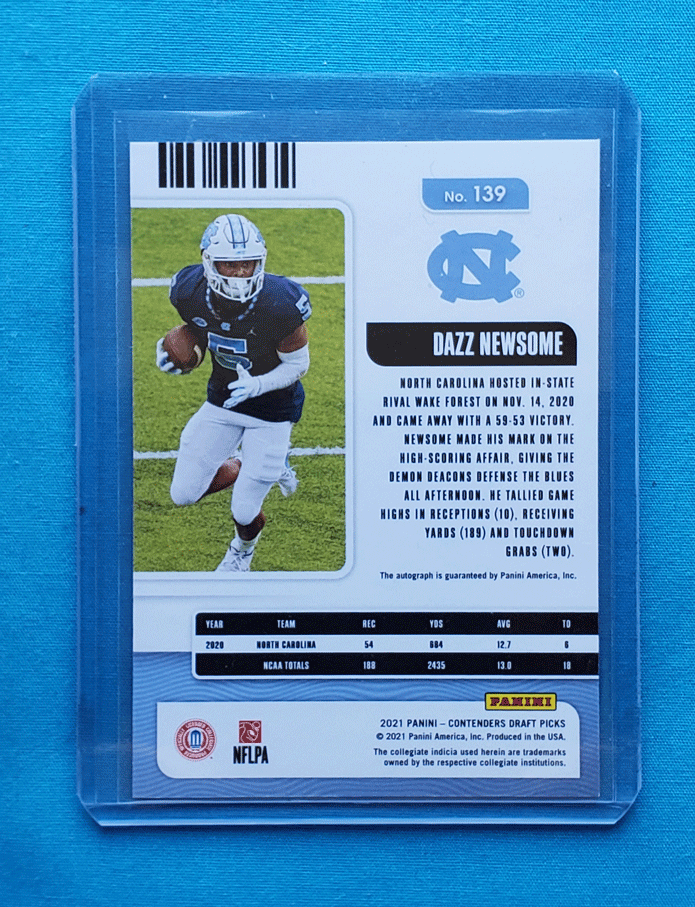 No. 139
NC®
DAZZ NEWSOME
5
5
NORTH CAROLINA HOSTED IN-STATE
RIVAL WAKE FOREST ON NOV. 14, 2020
AND CAME AWAY WITH A 59-53 VICTORY.
NEWSOME MADE HIS MARK ON THE
HIGH-SCORING AFFAIR, GIVING THE
DEMON DEACONS DEFENSE THE BLUES
ALL AFTERNOON. HE TALLIED GAME
HIGHS IN RECEPTIONS (10), RECEIVING
YARDS (189) AND TOUCHDOWN
GRABS (TWO).
The autograph is guaranteed by Panini America, Inc.
YEAR TEAM REC YDS AVG TD
2020 NORTH CAROLINA 54 684 12.7 6
NCAA TOTALS 188 2435 13.0 18
PANINI
2021 PANINI – CONTENDERS DRAFT PICKS
© 2021 Panini America, Inc. Produced in the USA.
The collegiate indicia used herein are trademarks
owned by the respective collegiate institutions.
NFLPA